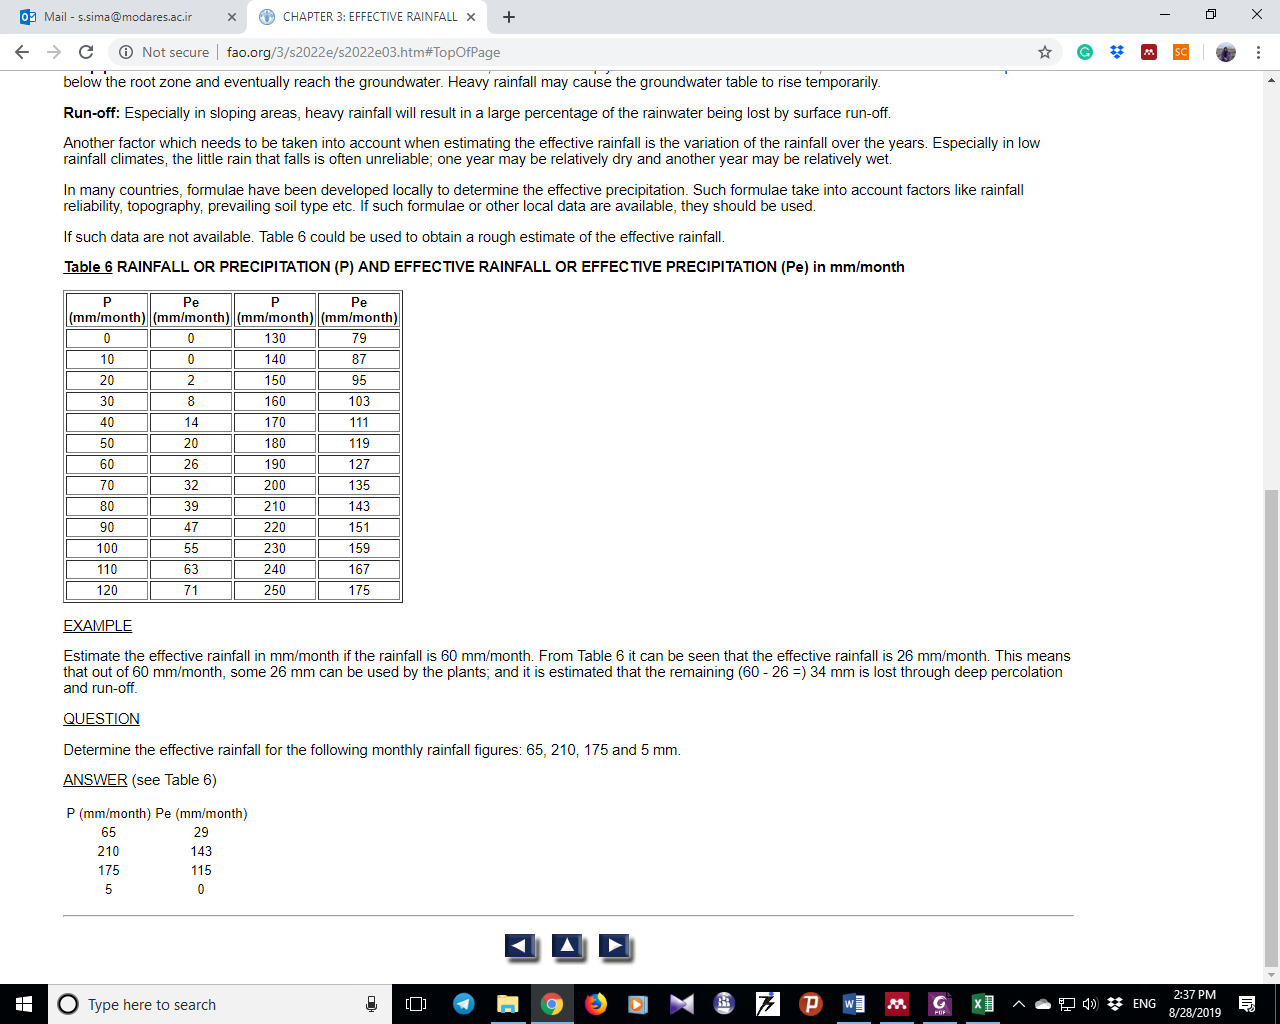 Mail - s.sima@modares.ac.ir
CHAPTER 3: EFFECTIVE RAINFALL
Not secure | fao.org/3/s2022e/s2022e03.htm#TopOfPage
below the root zone and eventually reach the groundwater. Heavy rainfall may cause the groundwater table to rise temporarily.
Run-off: Especially in sloping areas, heavy rainfall will result in a large percentage of the rainwater being lost by surface run-off.
Another factor which needs to be taken into account when estimating the effective rainfall is the variation of the rainfall over the years. Especially in low
rainfall climates, the little rain that falls is often unreliable; one year may be relatively dry and another year may be relatively wet.
In many countries, formulae have been developed locally to determine the effective precipitation. Such formulae take into account factors like rainfall
reliability, topography, prevailing soil type etc. If such formulae or other local data are available, they should be used.
If such data are not available. Table 6 could be used to obtain a rough estimate of the effective rainfall.
Table 6 RAINFALL OR PRECIPITATION (P) AND EFFECTIVE RAINFALL OR EFFECTIVE PRECIPITATION (Pe) in mm/month
P Pe P Pe
(mm/month) (mm/month) (mm/month) (mm/month)
0 0 130 79
10 0 140 87
20 2 150 95
30 8 160 103
40 14 170 111
50 20 180 119
60 26 190 127
70 32 200 135
80 39 210 143
90 47 220 151
100 55 230 159
110 63 240 167
120 71 250 175
EXAMPLE
Estimate the effective rainfall in mm/month if the rainfall is 60 mm/month. From Table 6 it can be seen that the effective rainfall is 26 mm/month. This means
that out of 60 mm/month, some 26 mm can be used by the plants; and it is estimated that the remaining (60 - 26 =) 34 mm is lost through deep percolation
and run-off.
QUESTION
Determine the effective rainfall for the following monthly rainfall figures: 65, 210, 175 and 5 mm.
ANSWER (see Table 6)
P (mm/month) Pe (mm/month)
65 29
210 143
175 115
5 0
Type here to search
ENG
2:37 PM
8/28/2019